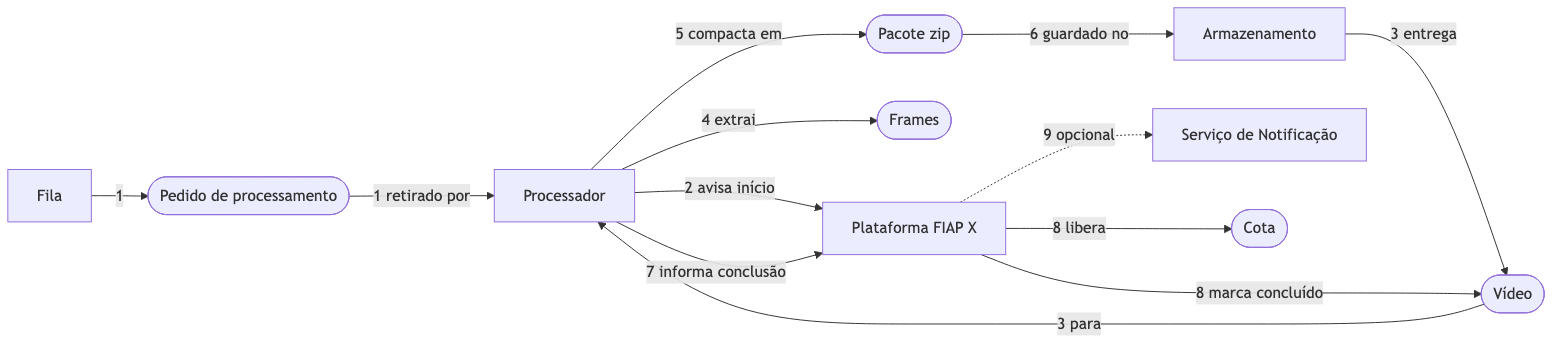 5 compacta em
Pacote zip
6 guardado no
Armazenamento
3 entrega
4 extrai
Frames
9 opcional
Serviço de Notificação
Fila
1
Pedido de processamento
1 retirado por
Processador
2 avisa início
Plataforma FIAP X
8 libera
Cota
7 informa conclusão
8 marca concluído
Vídeo
3 para